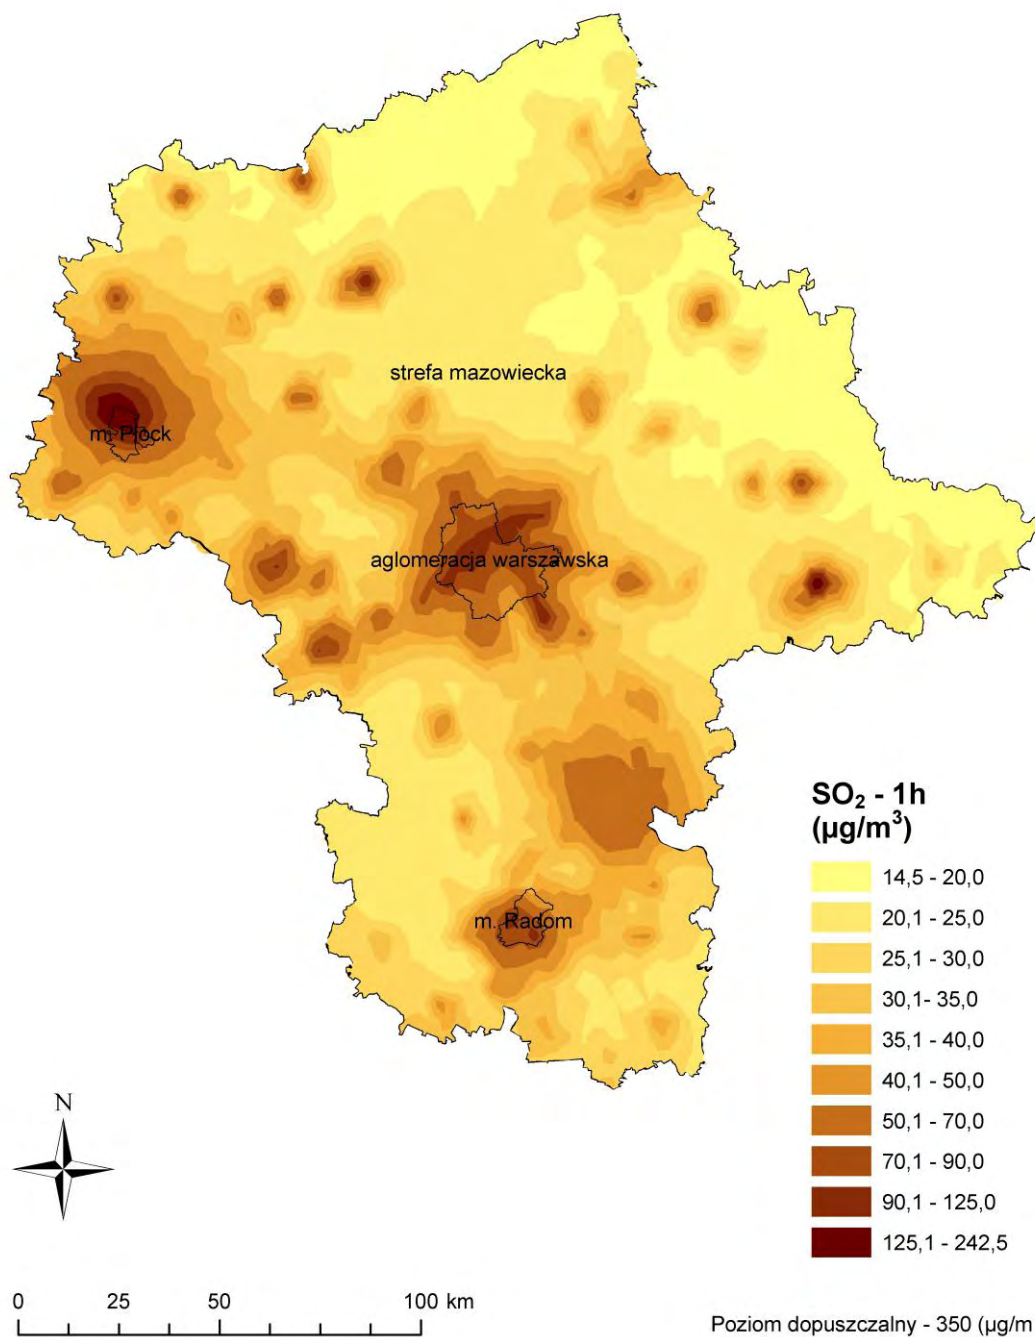 strefa mazowiecka
m. Płock
aglomeracja warszawska
m. Radom
SO₂ - 1h
(µg/m³)
14,5 - 20,0
20,1 - 25,0
25,1 - 30,0
30,1- 35,0
35,1 - 40,0
40,1 - 50,0
50,1 - 70,0
70,1 - 90,0
90,1 - 125,0
125,1 - 242,5
N
0 25 50 100 km
Poziom dopuszczalny - 350 (µg/m